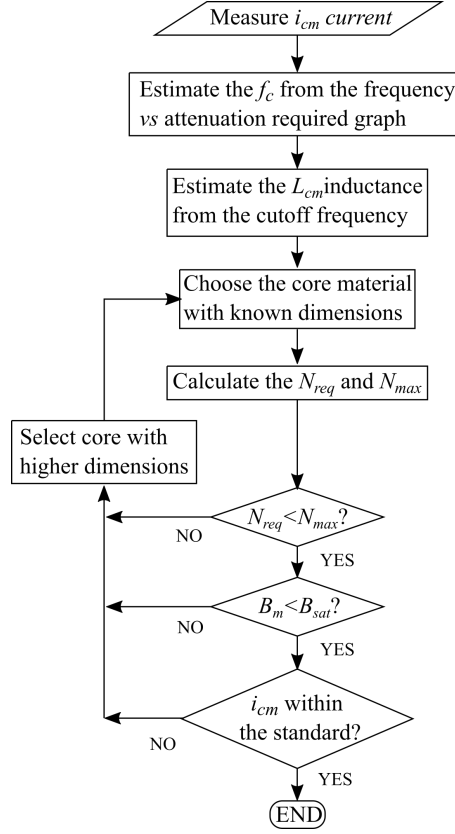 Measure i_cm current
Estimate the f_c from the frequency
vs attenuation required graph
Estimate the L_cm inductance
from the cutoff frequency
Choose the core material
with known dimensions
Calculate the N_req and N_max
Select core with
higher dimensions
N_req<N_max?
NO
YES
B_m<B_sat?
NO
YES
i_cm within
the standard?
NO
YES
END